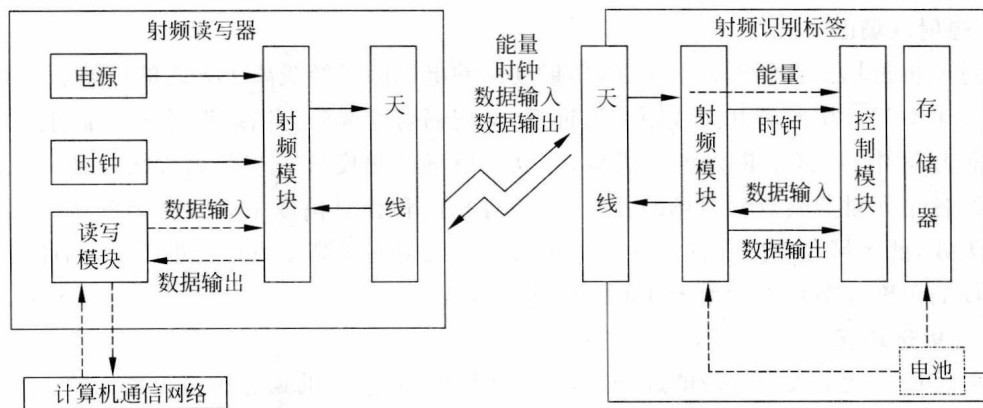 射频读写器
电源
时钟
读写
模块
数据输入
数据输出
射频模块
天线
计算机通信网络
能量
时钟
数据输入
数据输出
射频识别标签
天线
射频模块
能量
时钟
数据输入
数据输出
控制模块
存储器
电池